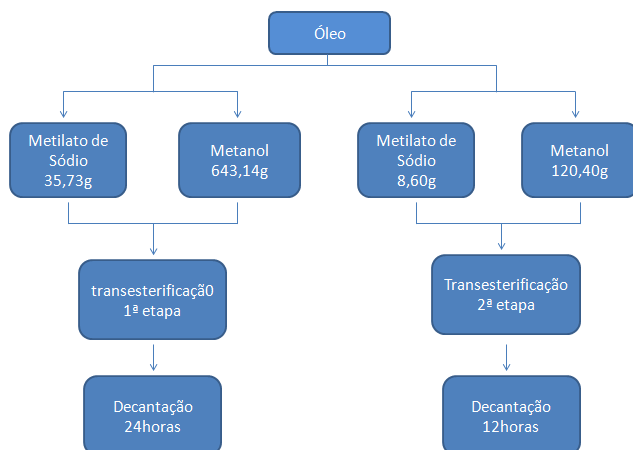 Óleo
Metilato de
Sódio
35,73g
Metanol
643,14g
Metilato de
Sódio
8,60g
Metanol
120,40g
transesterificaçã0
1ª etapa
Transesterificação
2ª etapa
Decantação
24horas
Decantação
12horas